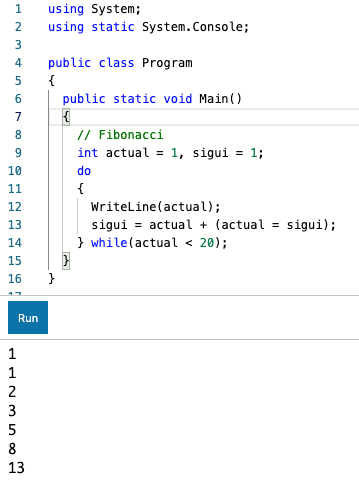 1 using System;
2 using static System.Console;
3
4 public class Program
5 {
6 public static void Main()
7 {
8 // Fibonacci
9 int actual = 1, sigui = 1;
10 do
11 {
12 WriteLine(actual);
13 sigui = actual + (actual = sigui);
14 } while(actual < 20);
15 }
16 }
17
Run
1
1
2
3
5
8
13